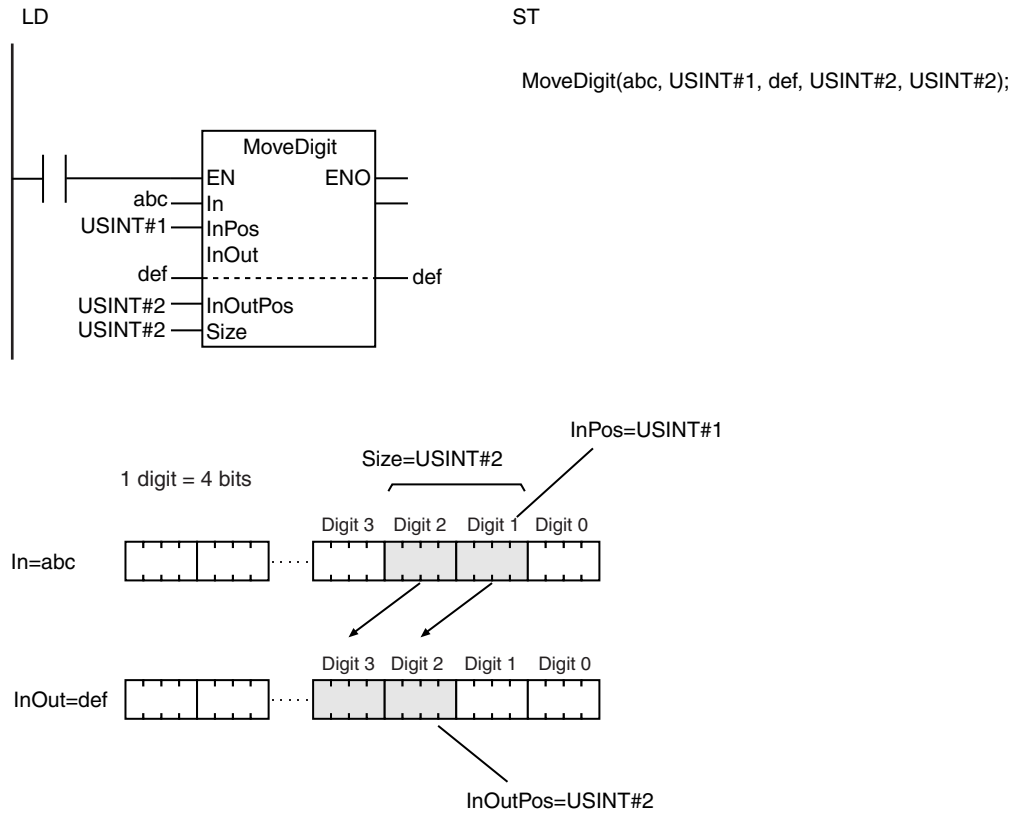 LD
ST
MoveDigit(abc, USINT#1, def, USINT#2, USINT#2);
MoveDigit
EN ENO
abc In
USINT#1 InPos
InOut
def def
USINT#2 InOutPos
USINT#2 Size
InPos=USINT#1
Size=USINT#2
1 digit = 4 bits
Digit 3 Digit 2 Digit 1 Digit 0
In=abc
Digit 3 Digit 2 Digit 1 Digit 0
InOut=def
InOutPos=USINT#2